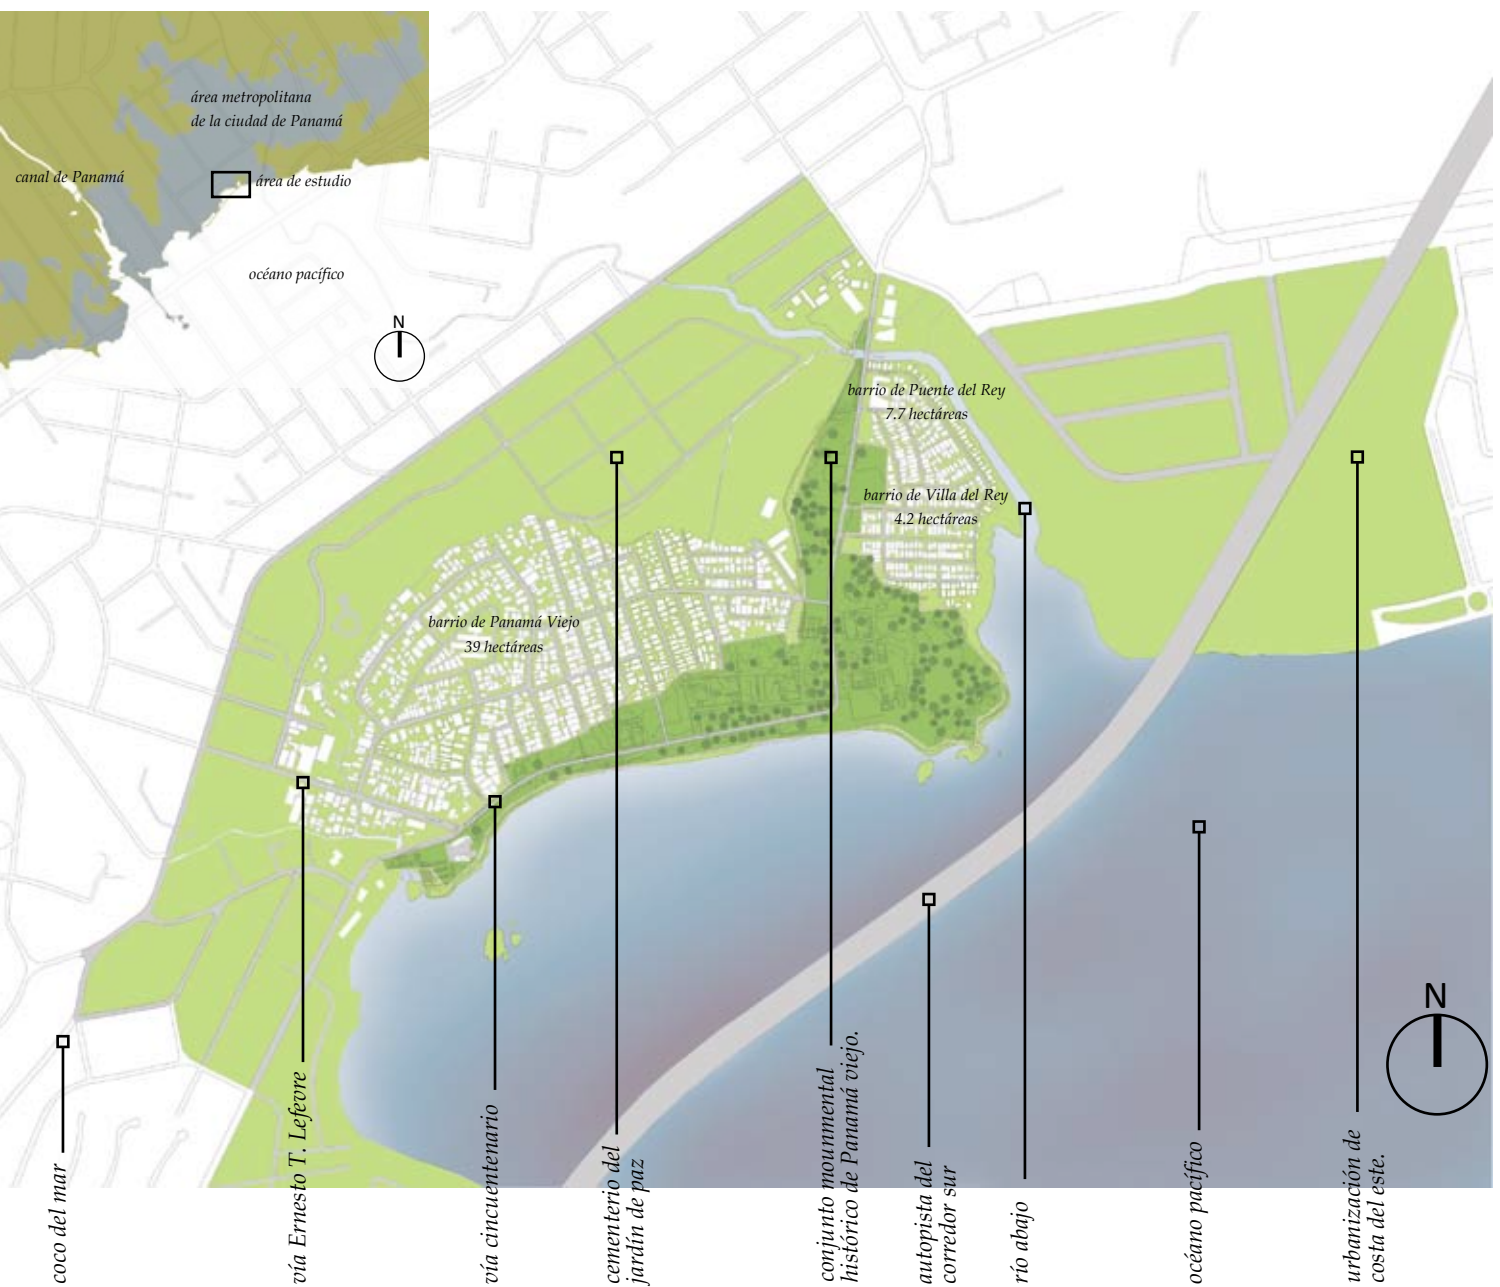 área metropolitana
de la ciudad de Panamá
canal de Panamá
área de estudio
océano pacífico
N
barrio de Puente del Rey
7.7 hectáreas
barrio de Villa del Rey
4.2 hectáreas
barrio de Panamá Viejo
39 hectáreas
N
coco del mar
vía Ernesto T. Lefevre
vía cincuentenario
cementerio del
jardín de paz
conjunto mounmental
histórico de Panamá viejo.
autopista del
corredor sur
río abajo
océano pacífico
urbanización de
costa del este.